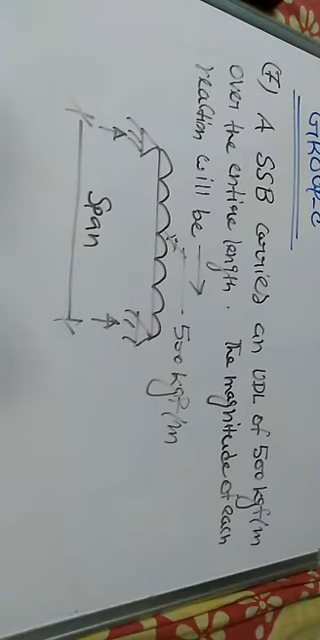 GROUP-C
(7) A SSB carries an UDL of 500 kgf/m
over the entire length. The magnitude of each
reaction will be →
500 kgf/m
Span